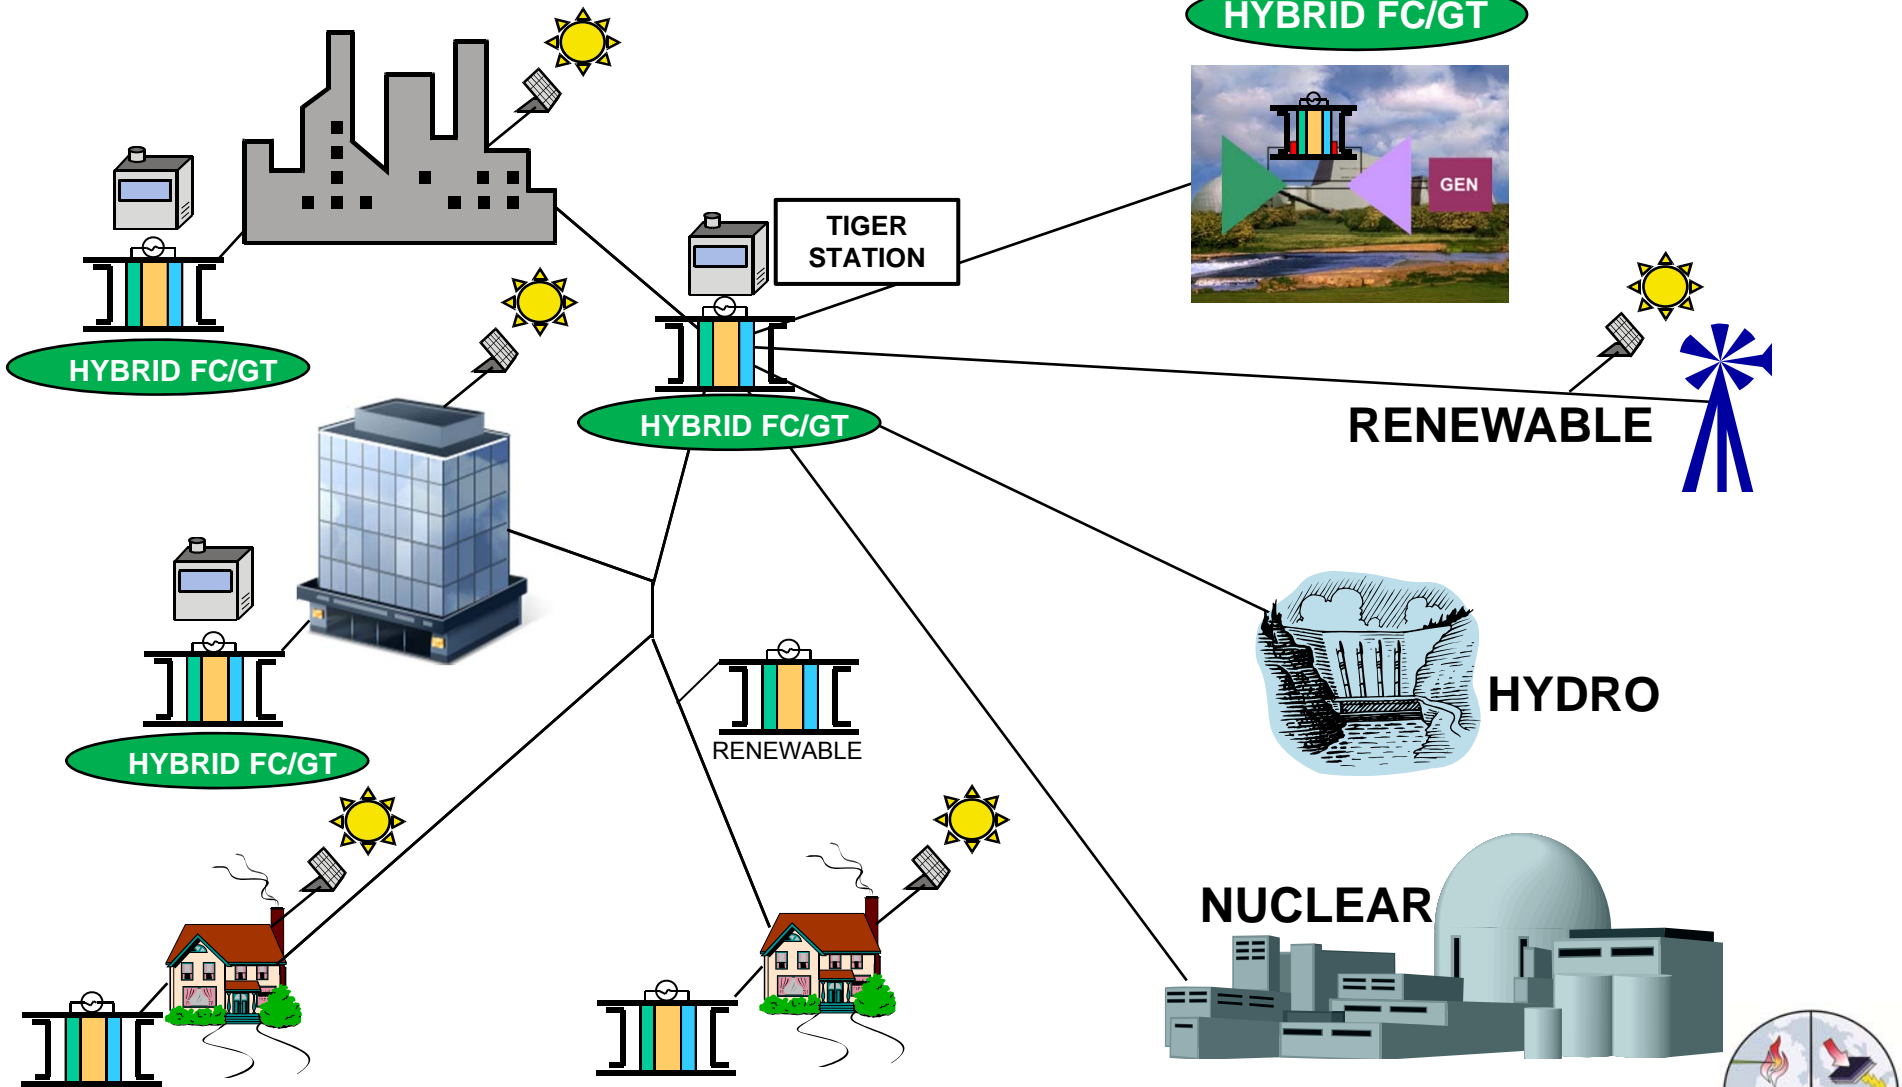 HYBRID FC/GT
GEN
TIGER
STATION
HYBRID FC/GT
HYBRID FC/GT
RENEWABLE
HYDRO
RENEWABLE
HYBRID FC/GT
NUCLEAR